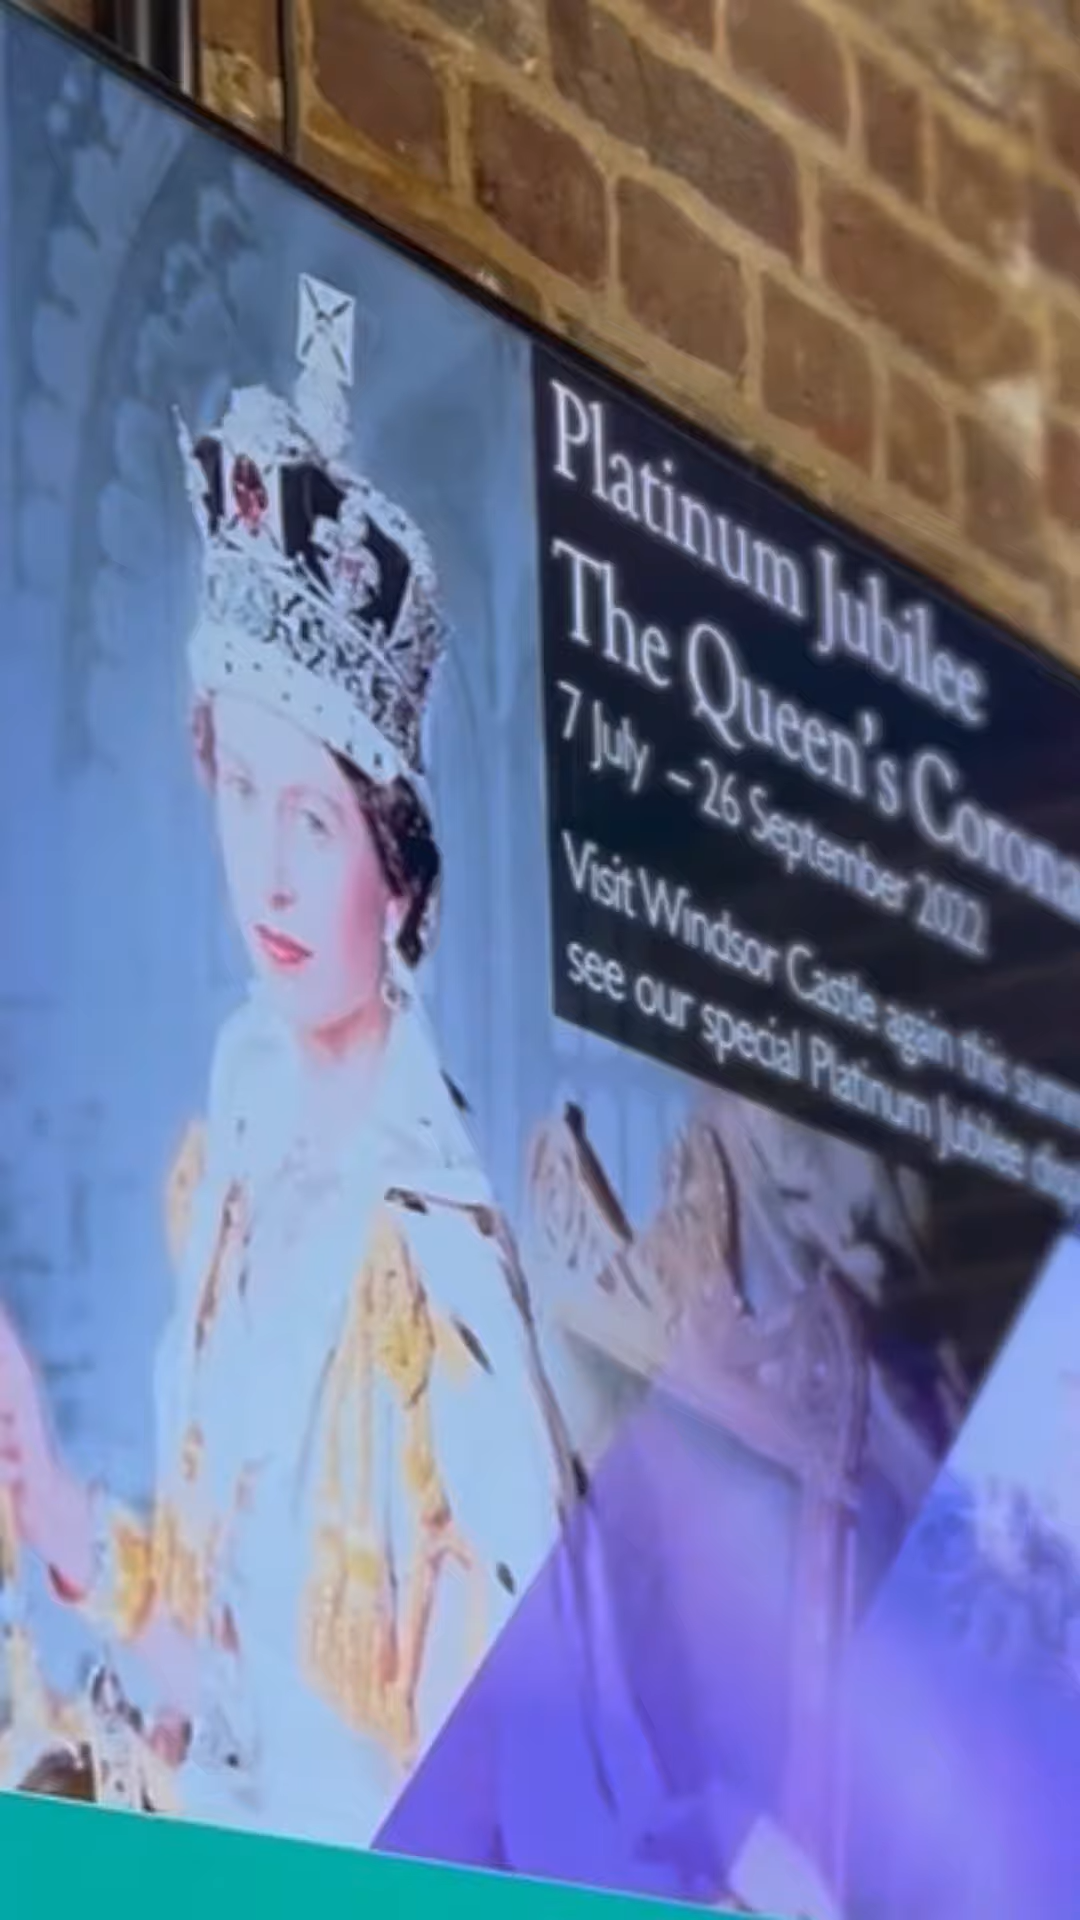 Platinum Jubilee
The Queen's Corona
7 July – 26 September 2022
Visit Windsor Castle again this summ
see our special Platinum Jubilee